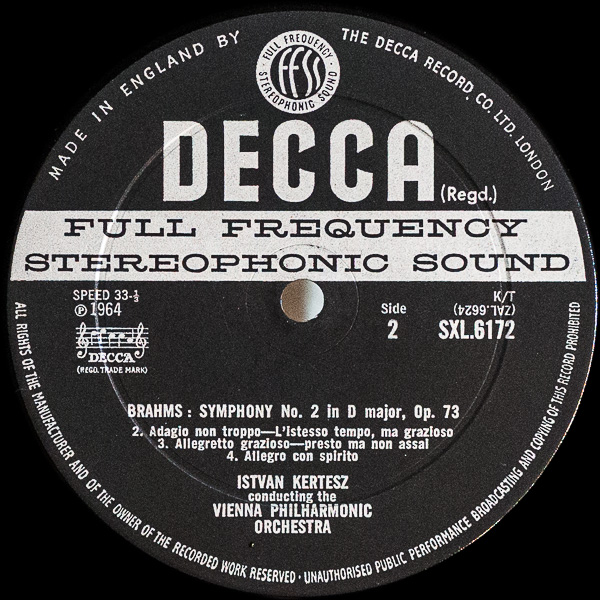 MADE IN ENGLAND BY
THE DECCA RECORD CO. LTD. LONDON
FULL FREQUENCY
FFSS
STEREOPHONIC SOUND
DECCA
(Regd.)
FULL FREQUENCY
STEREOPHONIC SOUND
SPEED 33-⅓
Ⓟ 1964
DECCA
(REGD. TRADE MARK)
K/T
(ZAL.6624)
Side
2
SXL.6172
BRAHMS : SYMPHONY No. 2 in D major, Op. 73
2. Adagio non troppo—L'istesso tempo, ma grazioso
3. Allegretto grazioso—presto ma non assai
4. Allegro con spirito
ISTVAN KERTESZ
conducting the
VIENNA PHILHARMONIC
ORCHESTRA
ALL RIGHTS OF THE MANUFACTURER AND OF THE OWNER OF THE RECORDED WORK RESERVED · UNAUTHORISED PUBLIC PERFORMANCE BROADCASTING AND COPYING OF THIS RECORD PROHIBITED